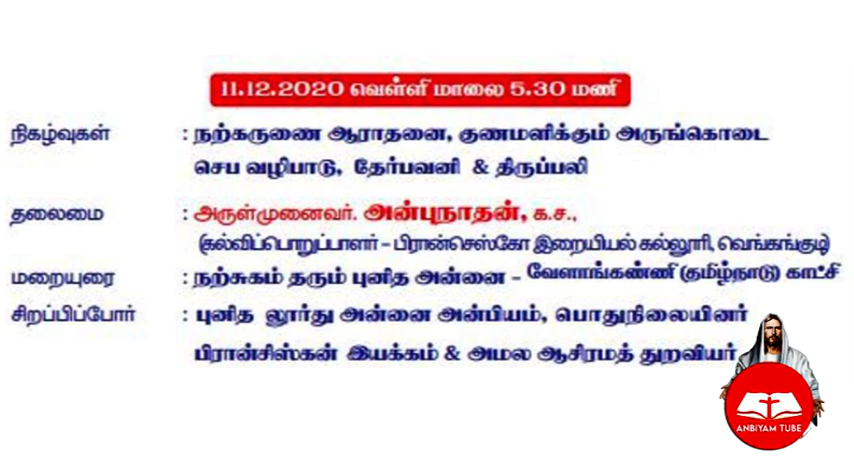 11.12.2020 வெள்ளி மாலை 5.30 மணி
நிகழ்வுகள் : நற்கருணை ஆராதனை, குணமளிக்கும் அருங்கொடை
செப வழிபாடு, தேர்பவனி & திருப்பலி
தலைமை : அருள்முனைவர். அன்புநாதன், க.ச.,
(கல்விப்பொறுப்பாளர் – பிரான்செஸ்கோ இறையியல் கல்லூரி, வெங்கங்குடி)
மறையுரை : நற்சுகம் தரும் புனித அன்னை – வேளாங்கண்ணி (தமிழ்நாடு) காட்சி
சிறப்பிப்போர் : புனித லூர்து அன்னை அன்பியம், பொதுநிலையினர்
பிரான்சிஸ்கன் இயக்கம் & அமல ஆசிரமத் துறவியர்
ANBIYAM TUBE